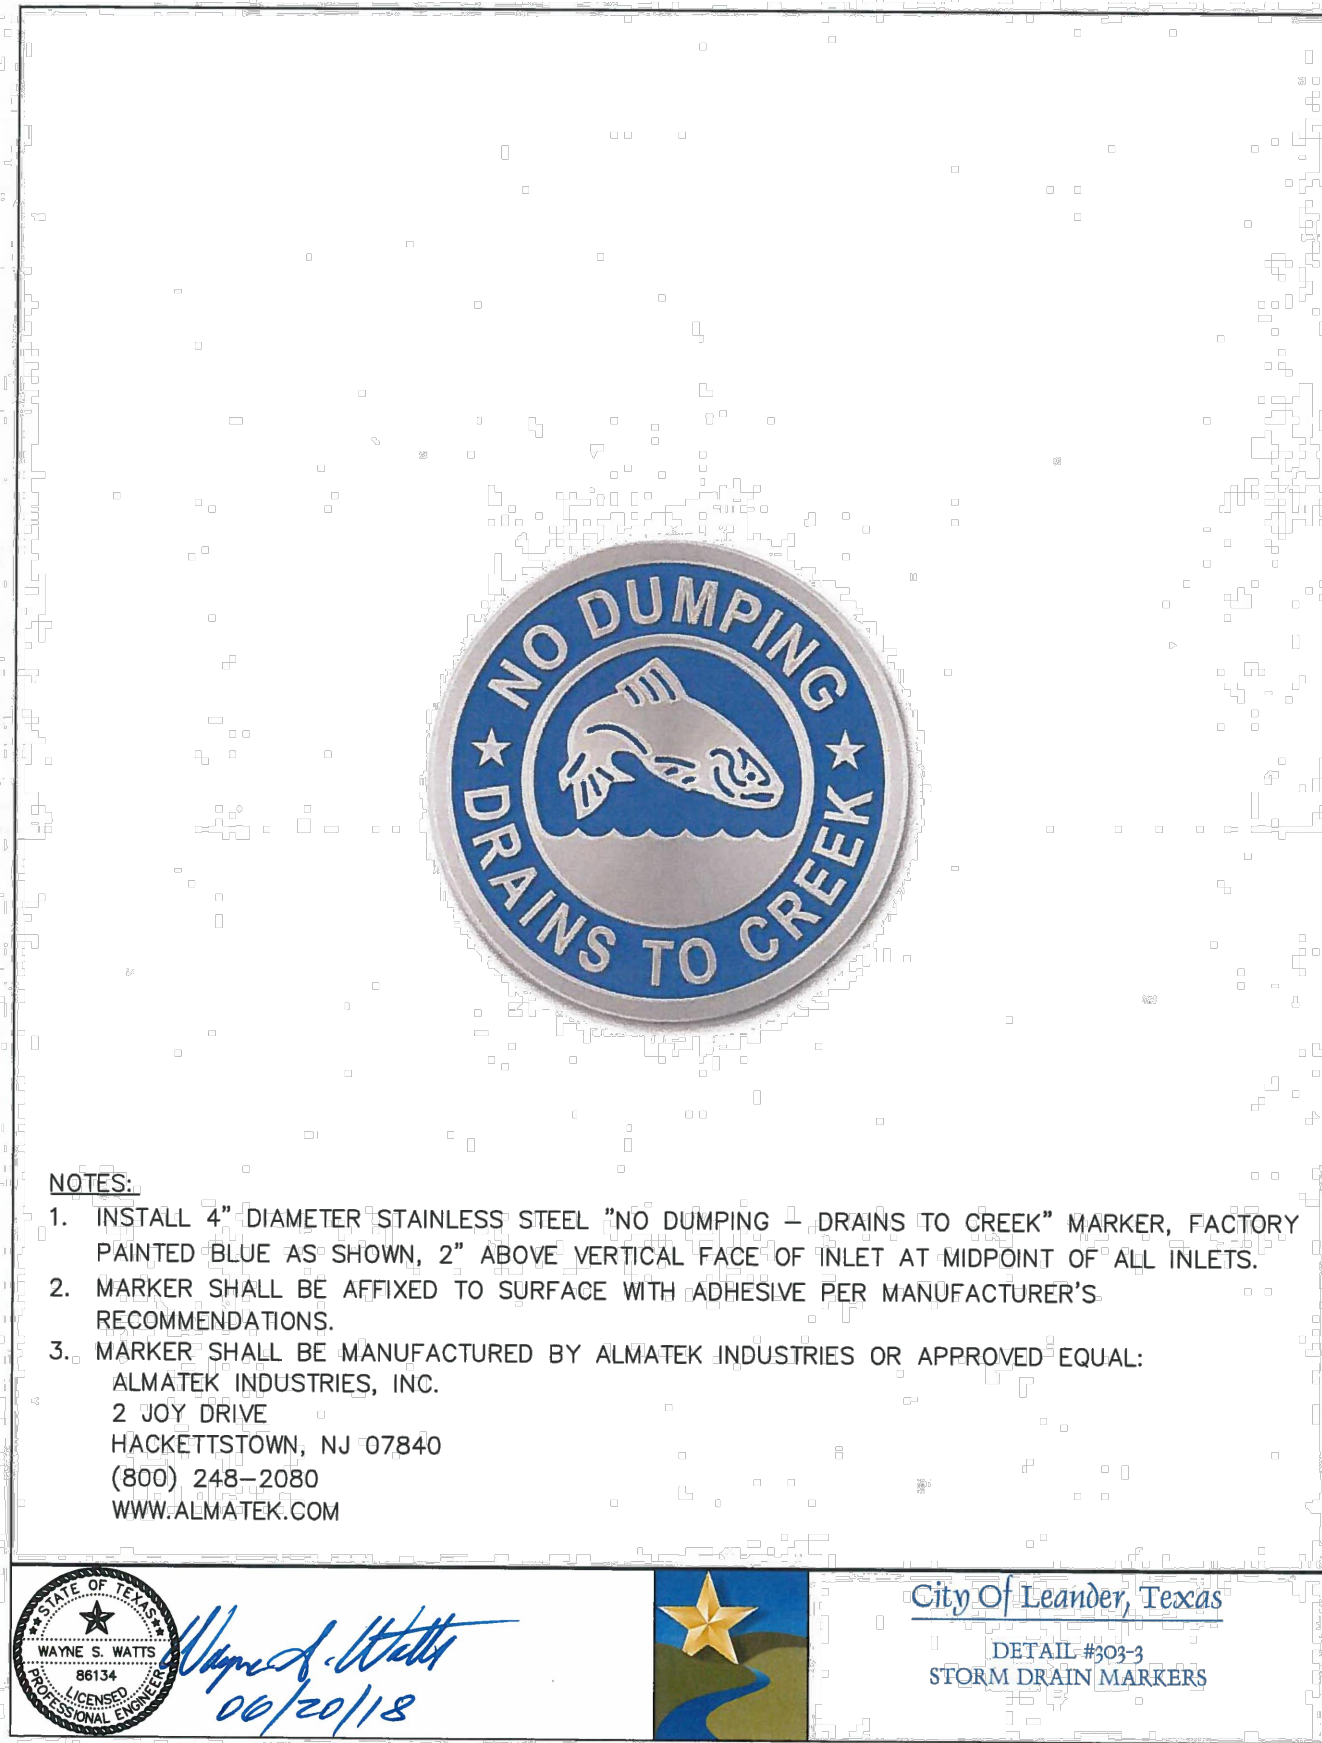 NO DUMPING
DRAINS TO CREEK
NOTES:
1. INSTALL 4" DIAMETER STAINLESS STEEL "NO DUMPING – DRAINS TO CREEK" MARKER, FACTORY
PAINTED BLUE AS SHOWN, 2" ABOVE VERTICAL FACE OF INLET AT MIDPOINT OF ALL INLETS.
2. MARKER SHALL BE AFFIXED TO SURFACE WITH ADHESIVE PER MANUFACTURER'S
RECOMMENDATIONS.
3. MARKER SHALL BE MANUFACTURED BY ALMATEK INDUSTRIES OR APPROVED EQUAL:
ALMATEK INDUSTRIES, INC.
2 JOY DRIVE
HACKETTSTOWN, NJ 07840
(800) 248–2080
WWW.ALMATEK.COM
STATE OF TEXAS
WAYNE S. WATTS
86134
LICENSED
PROFESSIONAL ENGINEER
Wayne S. Watts
06/20/18
City Of Leander, Texas
DETAIL #303-3
STORM DRAIN MARKERS